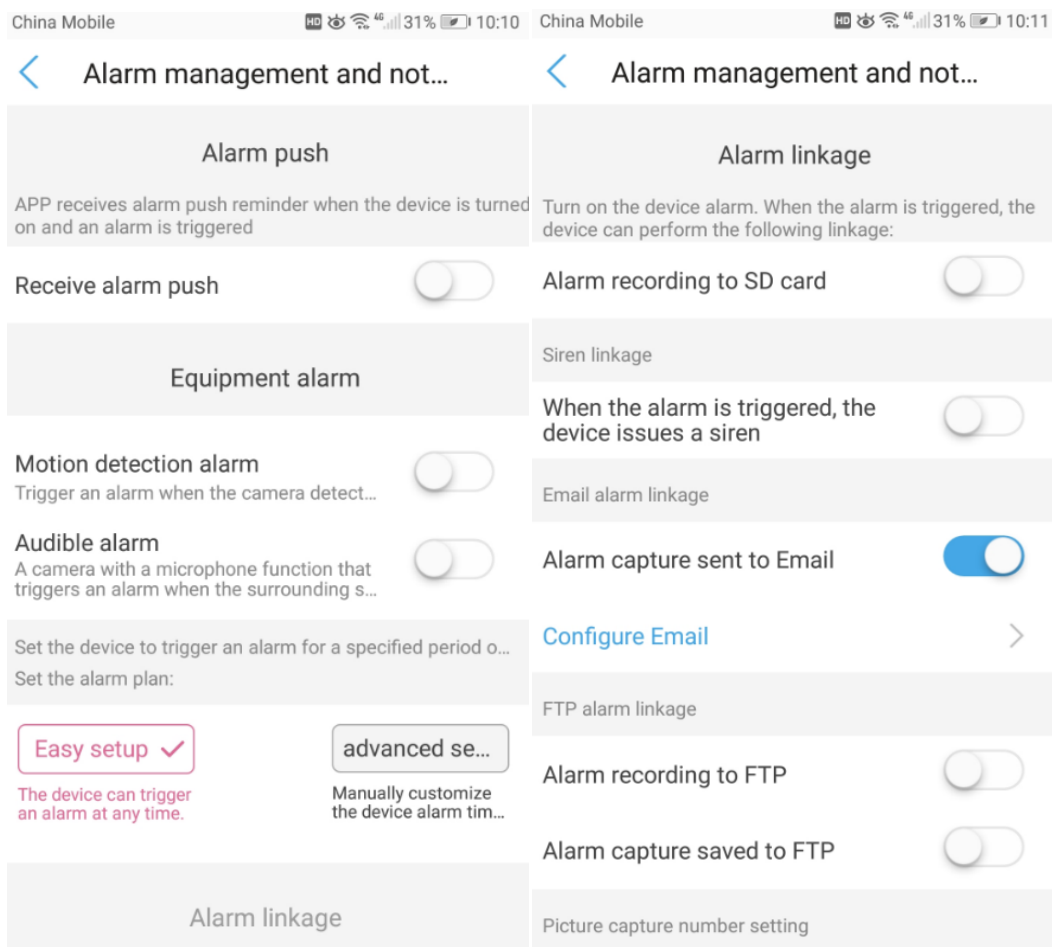 China Mobile
HD 4G 31% 10:10
Alarm management and not...
Alarm push
APP receives alarm push reminder when the device is turned
on and an alarm is triggered
Receive alarm push
Equipment alarm
Motion detection alarm
Trigger an alarm when the camera detect...
Audible alarm
A camera with a microphone function that
triggers an alarm when the surrounding s...
Set the device to trigger an alarm for a specified period o...
Set the alarm plan:
Easy setup
The device can trigger
an alarm at any time.
advanced se...
Manually customize
the device alarm tim...
Alarm linkage
China Mobile
HD 4G 31% 10:11
Alarm management and not...
Alarm linkage
Turn on the device alarm. When the alarm is triggered, the
device can perform the following linkage:
Alarm recording to SD card
Siren linkage
When the alarm is triggered, the
device issues a siren
Email alarm linkage
Alarm capture sent to Email
Configure Email
FTP alarm linkage
Alarm recording to FTP
Alarm capture saved to FTP
Picture capture number setting